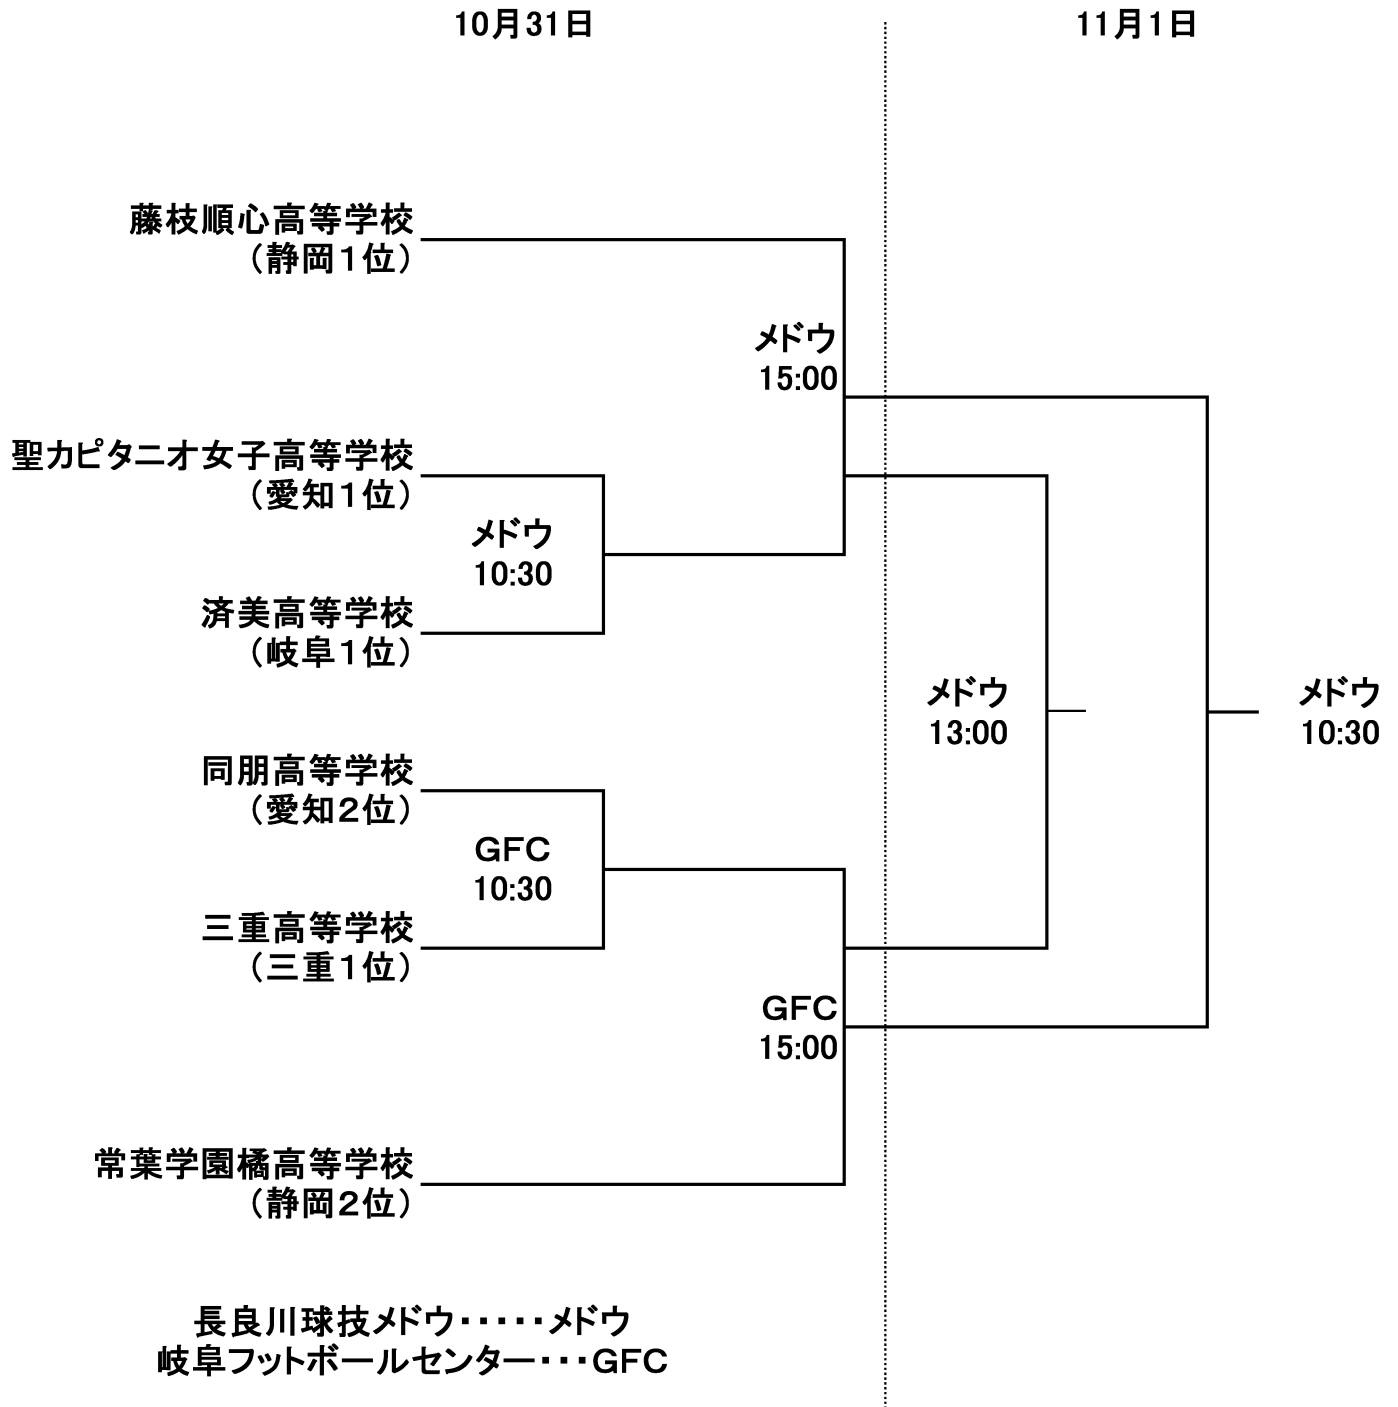 10月31日
11月1日
藤枝順心高等学校
（静岡１位）
メドウ
15:00
聖カピタニオ女子高等学校
（愛知１位）
メドウ
10:30
済美高等学校
（岐阜１位）
メドウ
13:00
メドウ
10:30
同朋高等学校
（愛知２位）
GFC
10:30
三重高等学校
（三重１位）
GFC
15:00
常葉学園橘高等学校
（静岡２位）
長良川球技メドウ・・・・・メドウ
岐阜フットボールセンター・・・GFC